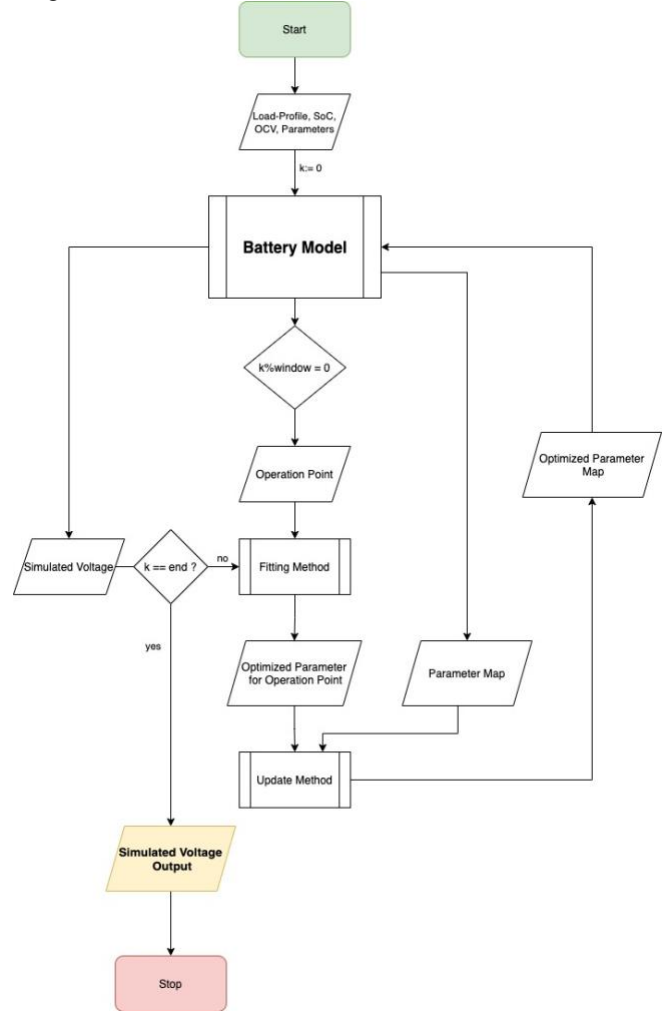 Start
Load-Profile, SoC,
OCV, Parameters
k:= 0
Battery Model
k%window = 0
Operation Point
Optimized Parameter
Map
Simulated Voltage
k == end ?
no
Fitting Method
yes
Optimized Parameter
for Operation Point
Parameter Map
Update Method
Simulated Voltage
Output
Stop